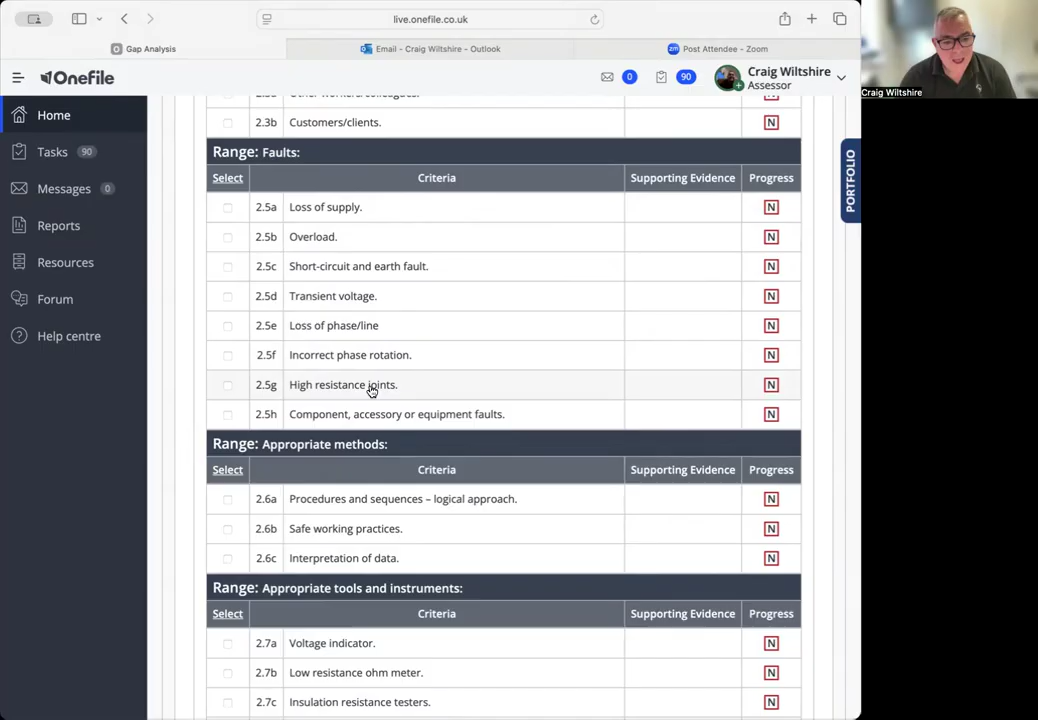 live.onefile.co.uk
Gap Analysis
Email - Craig Wiltshire - Outlook
zm Post Attendee - Zoom
Onefile
0
90
Craig Wiltshire
Assessor
Craig Wiltshire
Home
Tasks 90
Messages 0
Reports
Resources
Forum
Help centre
PORTFOLIO
N
2.3b Customers/clients. N
Range: Faults:
Select Criteria Supporting Evidence Progress
2.5a Loss of supply. N
2.5b Overload. N
2.5c Short-circuit and earth fault. N
2.5d Transient voltage. N
2.5e Loss of phase/line N
2.5f Incorrect phase rotation. N
2.5g High resistance joints. N
2.5h Component, accessory or equipment faults. N
Range: Appropriate methods:
Select Criteria Supporting Evidence Progress
2.6a Procedures and sequences – logical approach. N
2.6b Safe working practices. N
2.6c Interpretation of data. N
Range: Appropriate tools and instruments:
Select Criteria Supporting Evidence Progress
2.7a Voltage indicator. N
2.7b Low resistance ohm meter. N
2.7c Insulation resistance testers. N